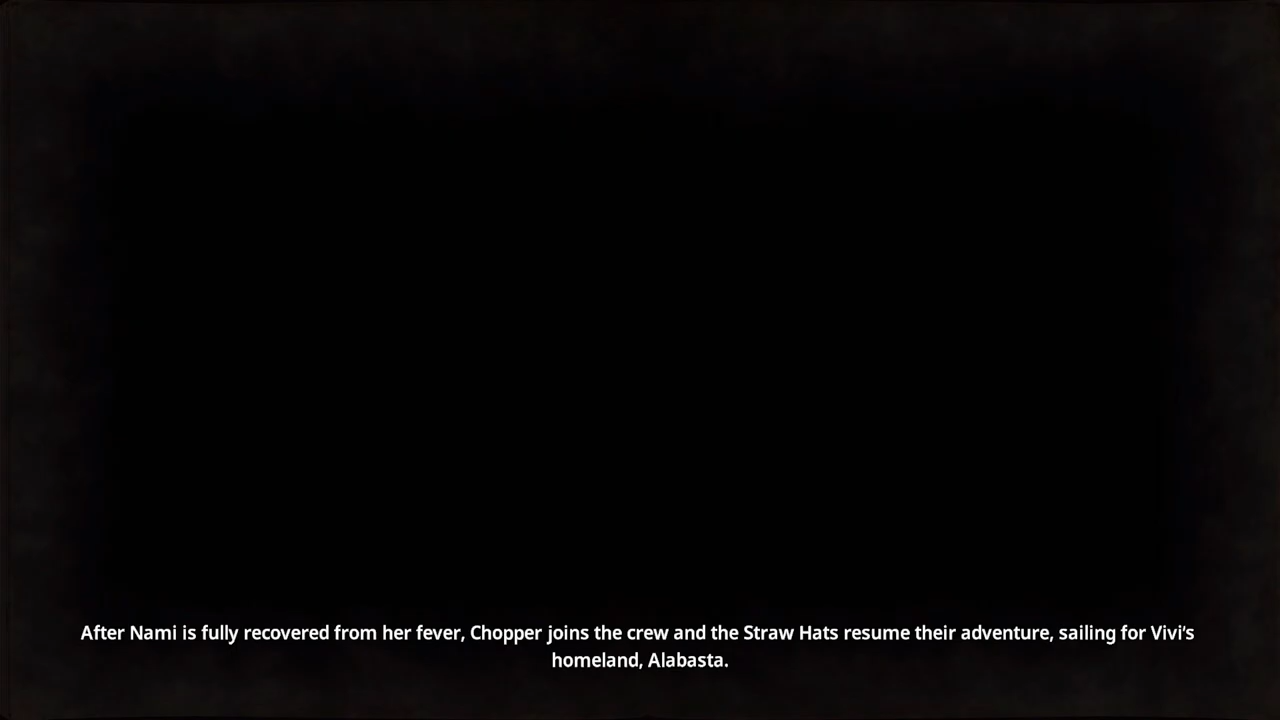 After Nami is fully recovered from her fever, Chopper joins the crew and the Straw Hats resume their adventure, sailing for Vivi's
homeland, Alabasta.